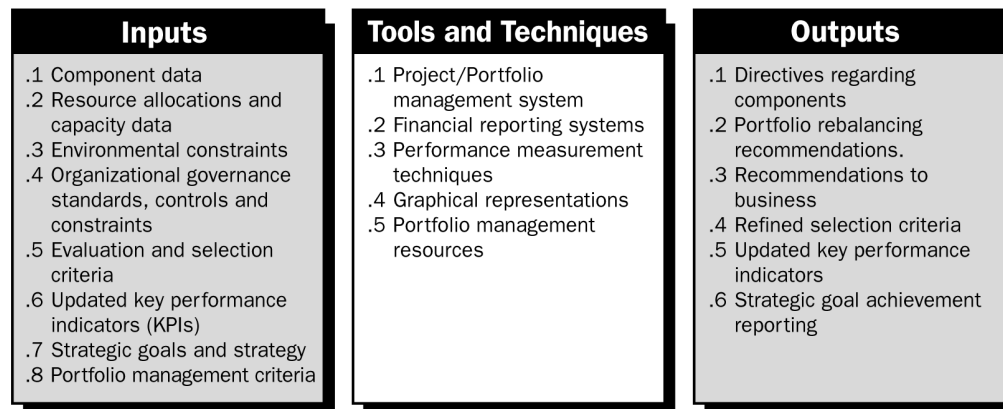 Inputs
.1 Component data
.2 Resource allocations and
capacity data
.3 Environmental constraints
.4 Organizational governance
standards, controls and
constraints
.5 Evaluation and selection
criteria
.6 Updated key performance
indicators (KPIs)
.7 Strategic goals and strategy
.8 Portfolio management criteria
Tools and Techniques
.1 Project/Portfolio
management system
.2 Financial reporting systems
.3 Performance measurement
techniques
.4 Graphical representations
.5 Portfolio management
resources
Outputs
.1 Directives regarding
components
.2 Portfolio rebalancing
recommendations.
.3 Recommendations to
business
.4 Refined selection criteria
.5 Updated key performance
indicators
.6 Strategic goal achievement
reporting